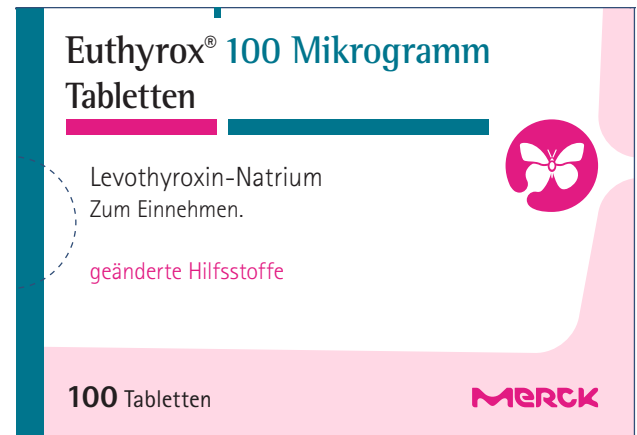 Euthyrox® 100 Mikrogramm
Tabletten
Levothyroxin-Natrium
Zum Einnehmen.
geänderte Hilfsstoffe
100 Tabletten
MERCK